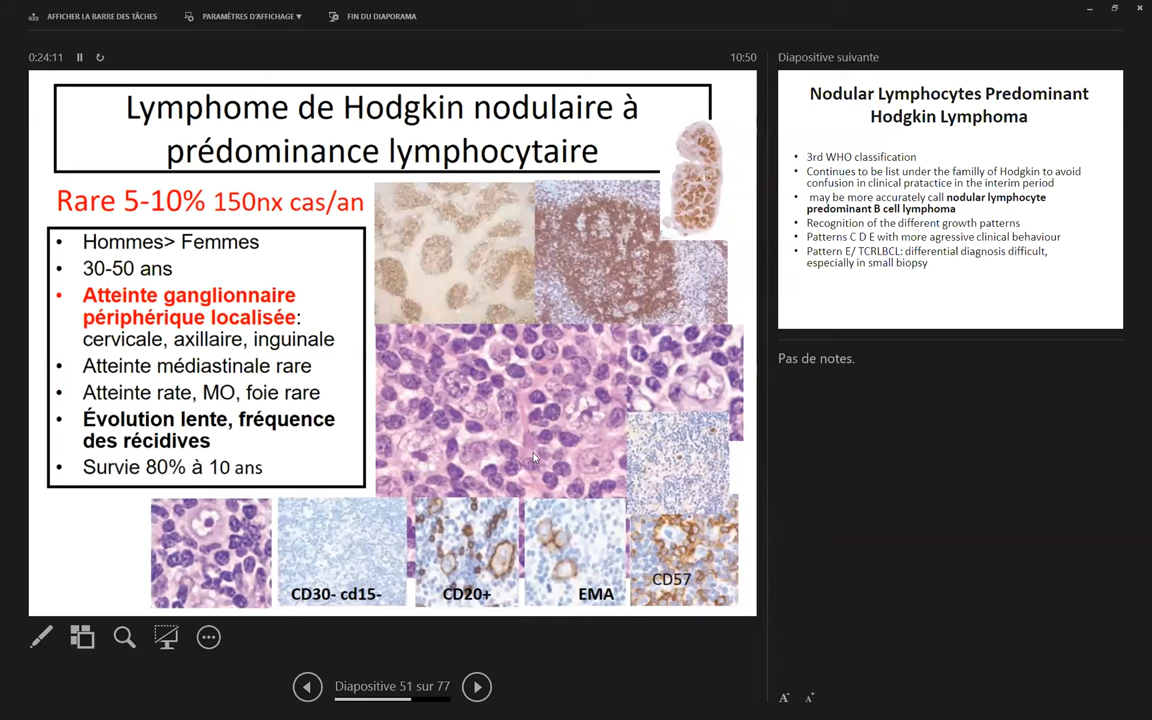 AFFICHER LA BARRE DES TÂCHES
PARAMÈTRES D'AFFICHAGE ▾
FIN DU DIAPORAMA
0:24:11
10:50
Lymphome de Hodgkin nodulaire à
prédominance lymphocytaire
Rare 5-10% 150nx cas/an
• Hommes> Femmes
• 30-50 ans
• Atteinte ganglionnaire
périphérique localisée:
cervicale, axillaire, inguinale
• Atteinte médiastinale rare
• Atteinte rate, MO, foie rare
• Évolution lente, fréquence
des récidives
• Survie 80% à 10 ans
CD30- cd15-
CD20+
EMA
CD57
Diapositive 51 sur 77
Diapositive suivante
Nodular Lymphocytes Predominant
Hodgkin Lymphoma
• 3rd WHO classification
• Continues to be list under the familly of Hodgkin to avoid
confusion in clinical pratactice in the interim period
• may be more accurately call nodular lymphocyte
predominant B cell lymphoma
• Recognition of the different growth patterns
• Patterns C D E with more agressive clinical behaviour
• Pattern E/ TCRLBCL: differential diagnosis difficult,
especially in small biopsy
Pas de notes.
A A